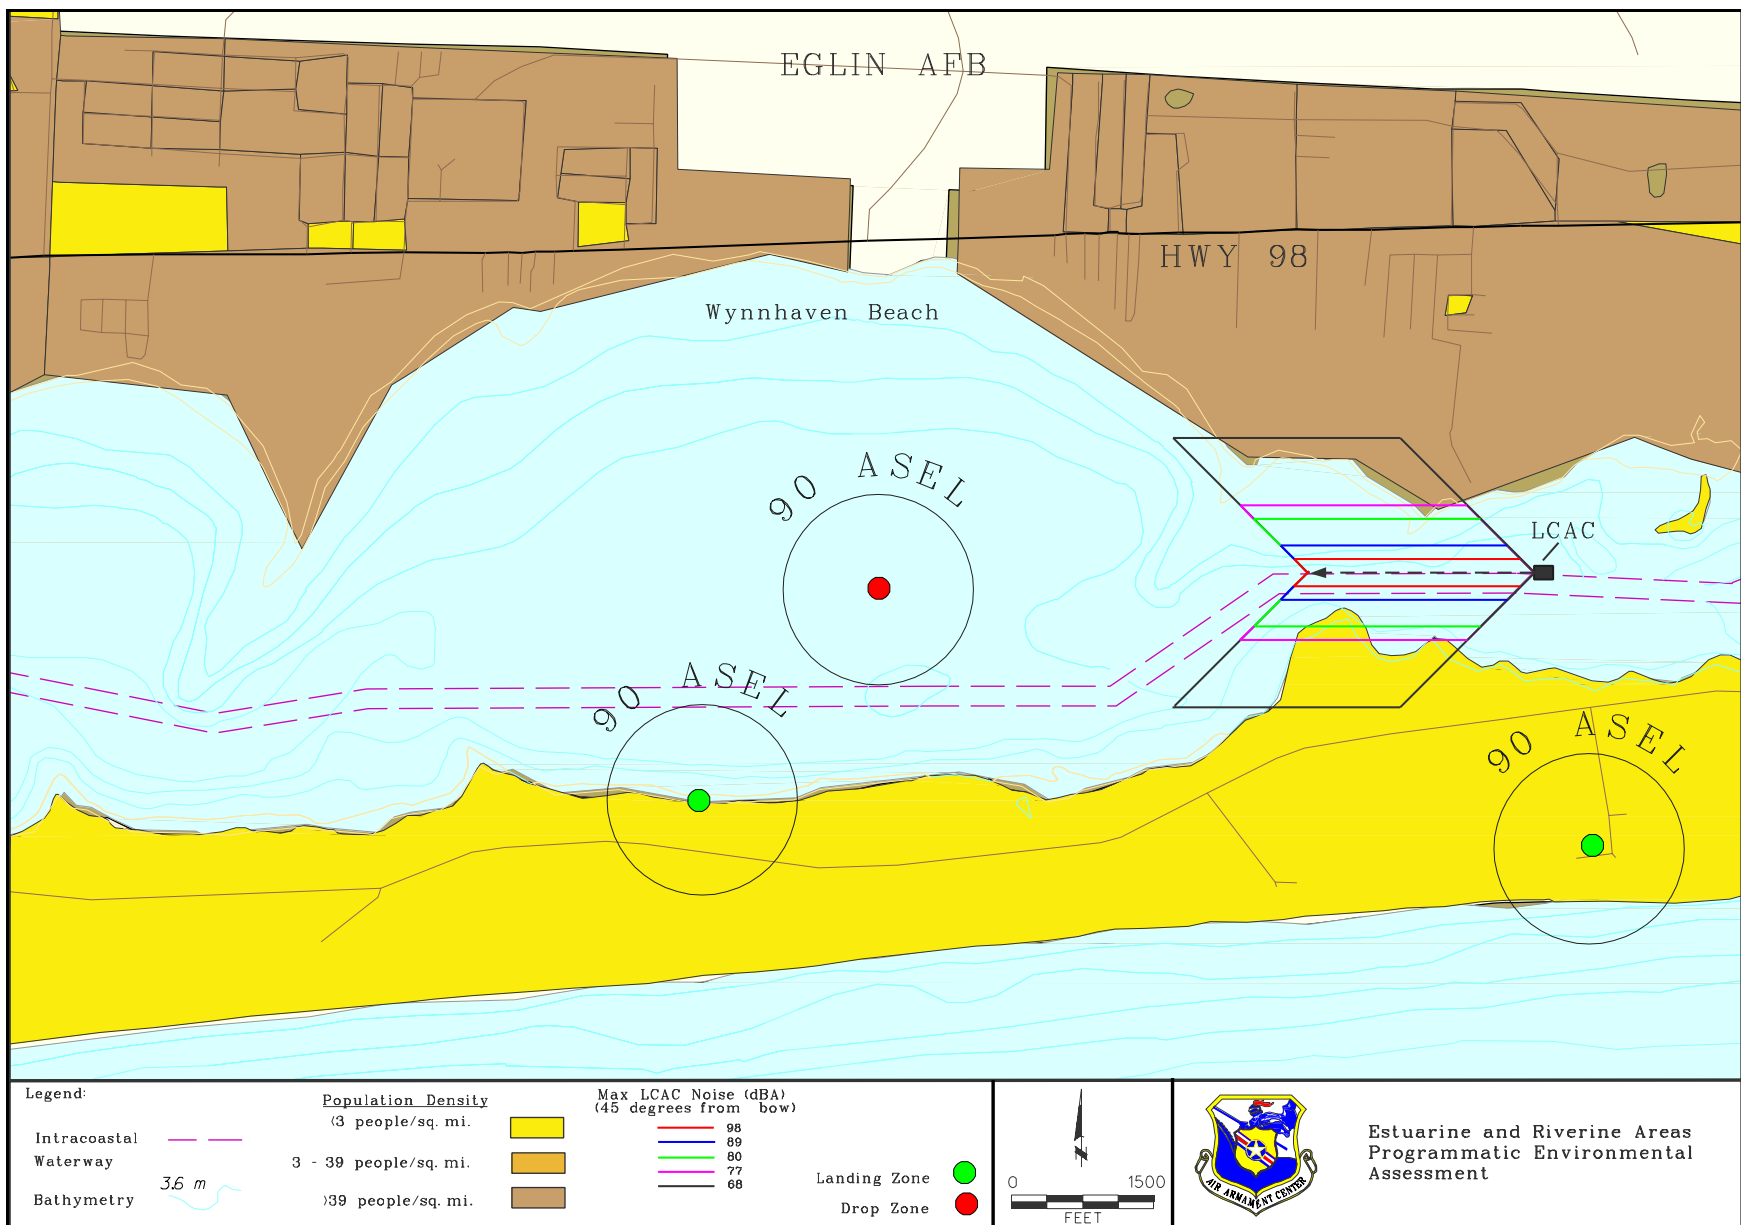 EGLIN AFB
HWY 98
Wynnhaven Beach
90 ASEL
LCAC
90 ASEL
90 ASEL
Legend:
Intracoastal
Waterway
Bathymetry
3.6 m
Population Density
<3 people/sq. mi.
3 - 39 people/sq. mi.
>39 people/sq. mi.
Max LCAC Noise (dBA)
(45 degrees from bow)
98
89
80
77
68
Landing Zone
Drop Zone
0 1500
FEET
AIR ARMAMENT CENTER
Estuarine and Riverine Areas
Programmatic Environmental
Assessment